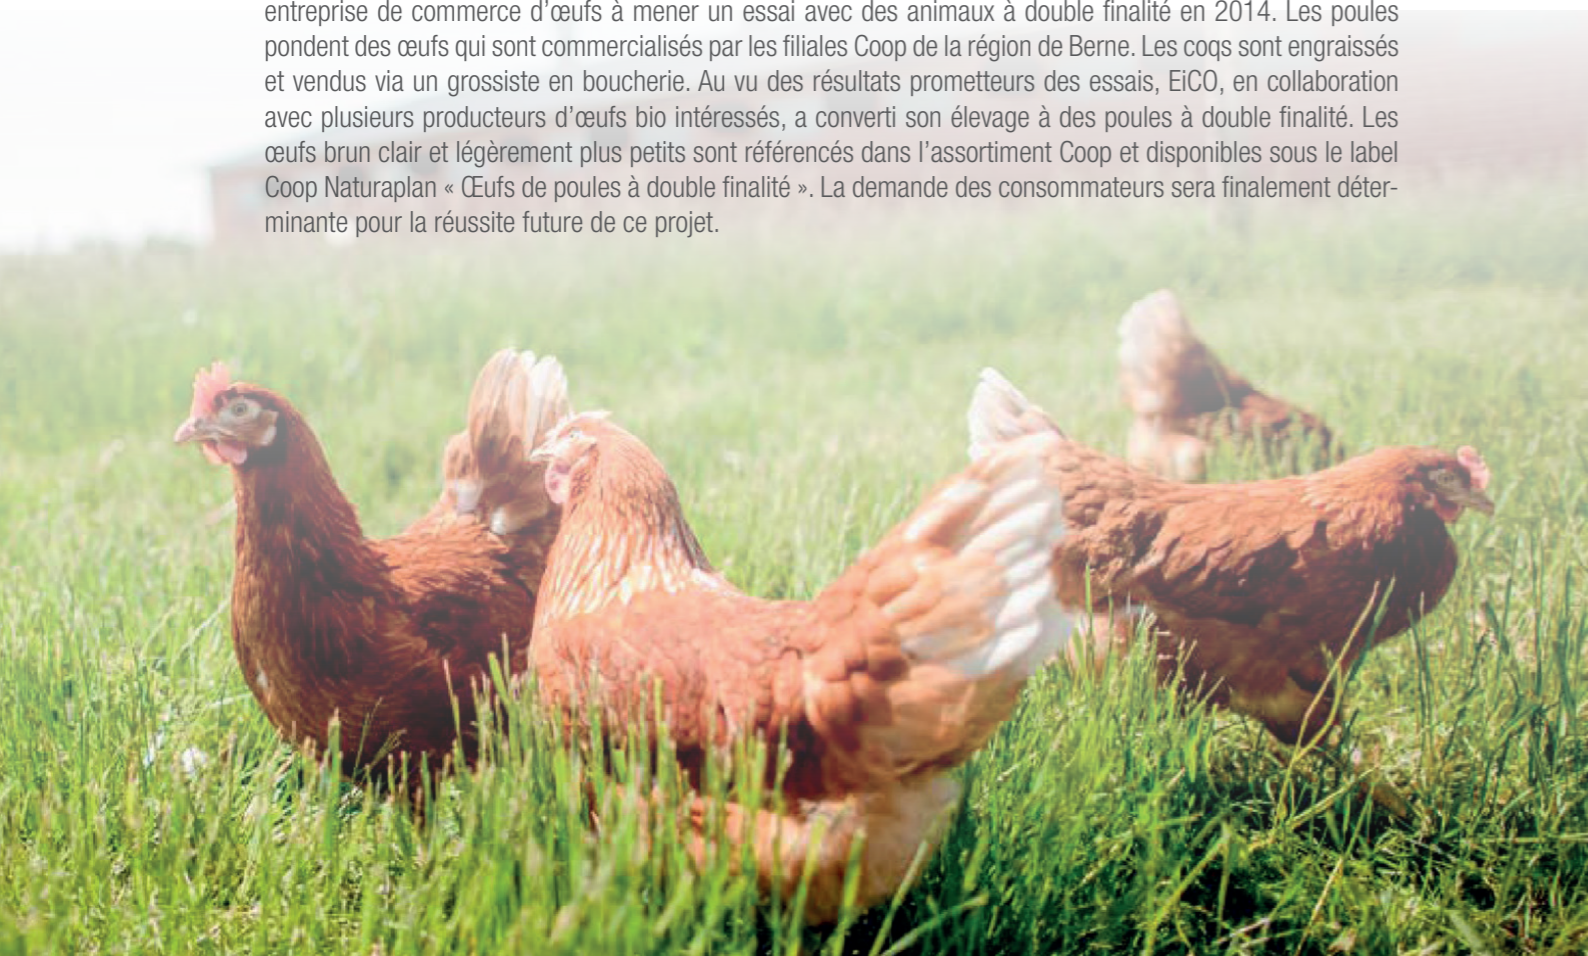 entreprise de commerce d’œufs à mener un essai avec des animaux à double finalité en 2014. Les poules
pondent des œufs qui sont commercialisés par les filiales Coop de la région de Berne. Les coqs sont engraissés
et vendus via un grossiste en boucherie. Au vu des résultats prometteurs des essais, EiCO, en collaboration
avec plusieurs producteurs d’œufs bio intéressés, a converti son élevage à des poules à double finalité. Les
œufs brun clair et légèrement plus petits sont référencés dans l’assortiment Coop et disponibles sous le label
Coop Naturaplan « Œufs de poules à double finalité ». La demande des consommateurs sera finalement déter-
minante pour la réussite future de ce projet.